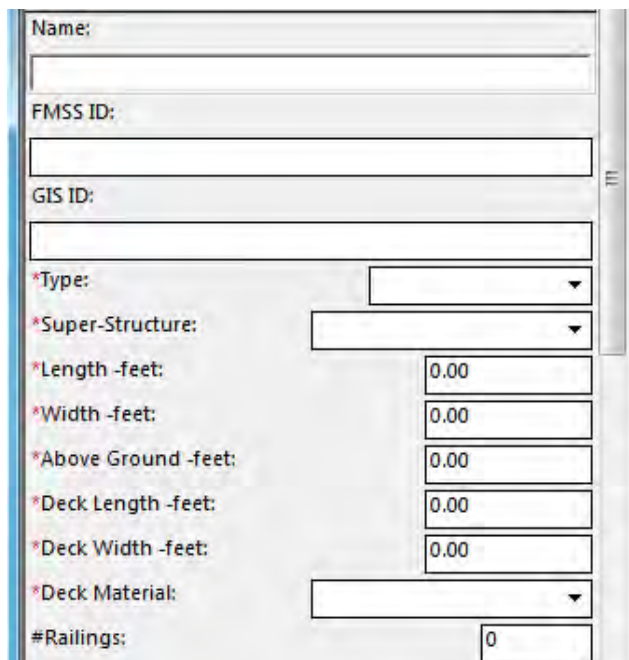 Name:
FMSS ID:
GIS ID:
*Type:
*Super-Structure:
*Length -feet: 0.00
*Width -feet: 0.00
*Above Ground -feet: 0.00
*Deck Length -feet: 0.00
*Deck Width -feet: 0.00
*Deck Material:
#Railings: 0